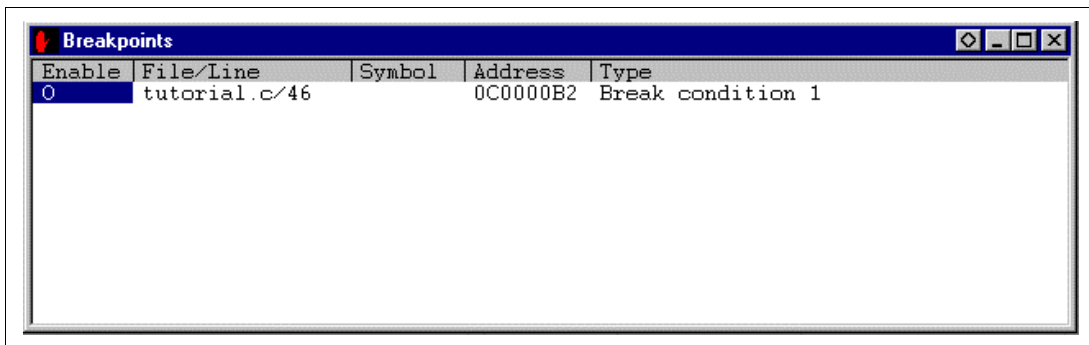 Breakpoints
Enable File/Line Symbol Address Type
O tutorial.c/46 0C0000B2 Break condition 1